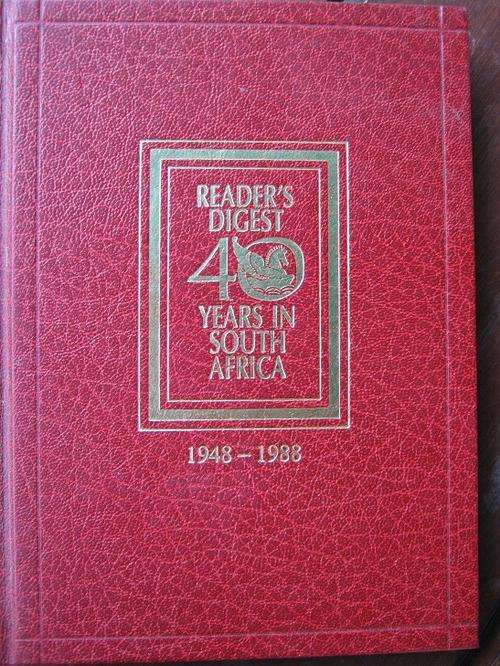 READER'S
DIGEST
40
YEARS IN
SOUTH
AFRICA
1948 – 1988